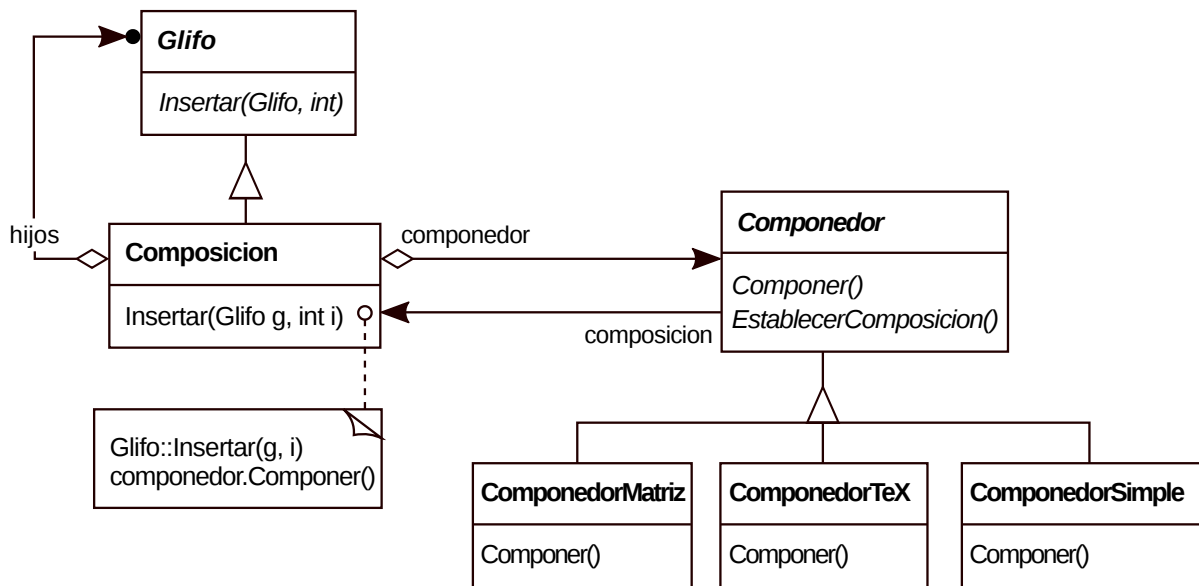 Glifo
Insertar(Glifo, int)
hijos
Composicion
Insertar(Glifo g, int i)
componedor
Componedor
Componer()
EstablecerComposicion()
composicion
Glifo::Insertar(g, i)
componedor.Componer()
ComponedorMatriz
Componer()
ComponedorTeX
Componer()
ComponedorSimple
Componer()